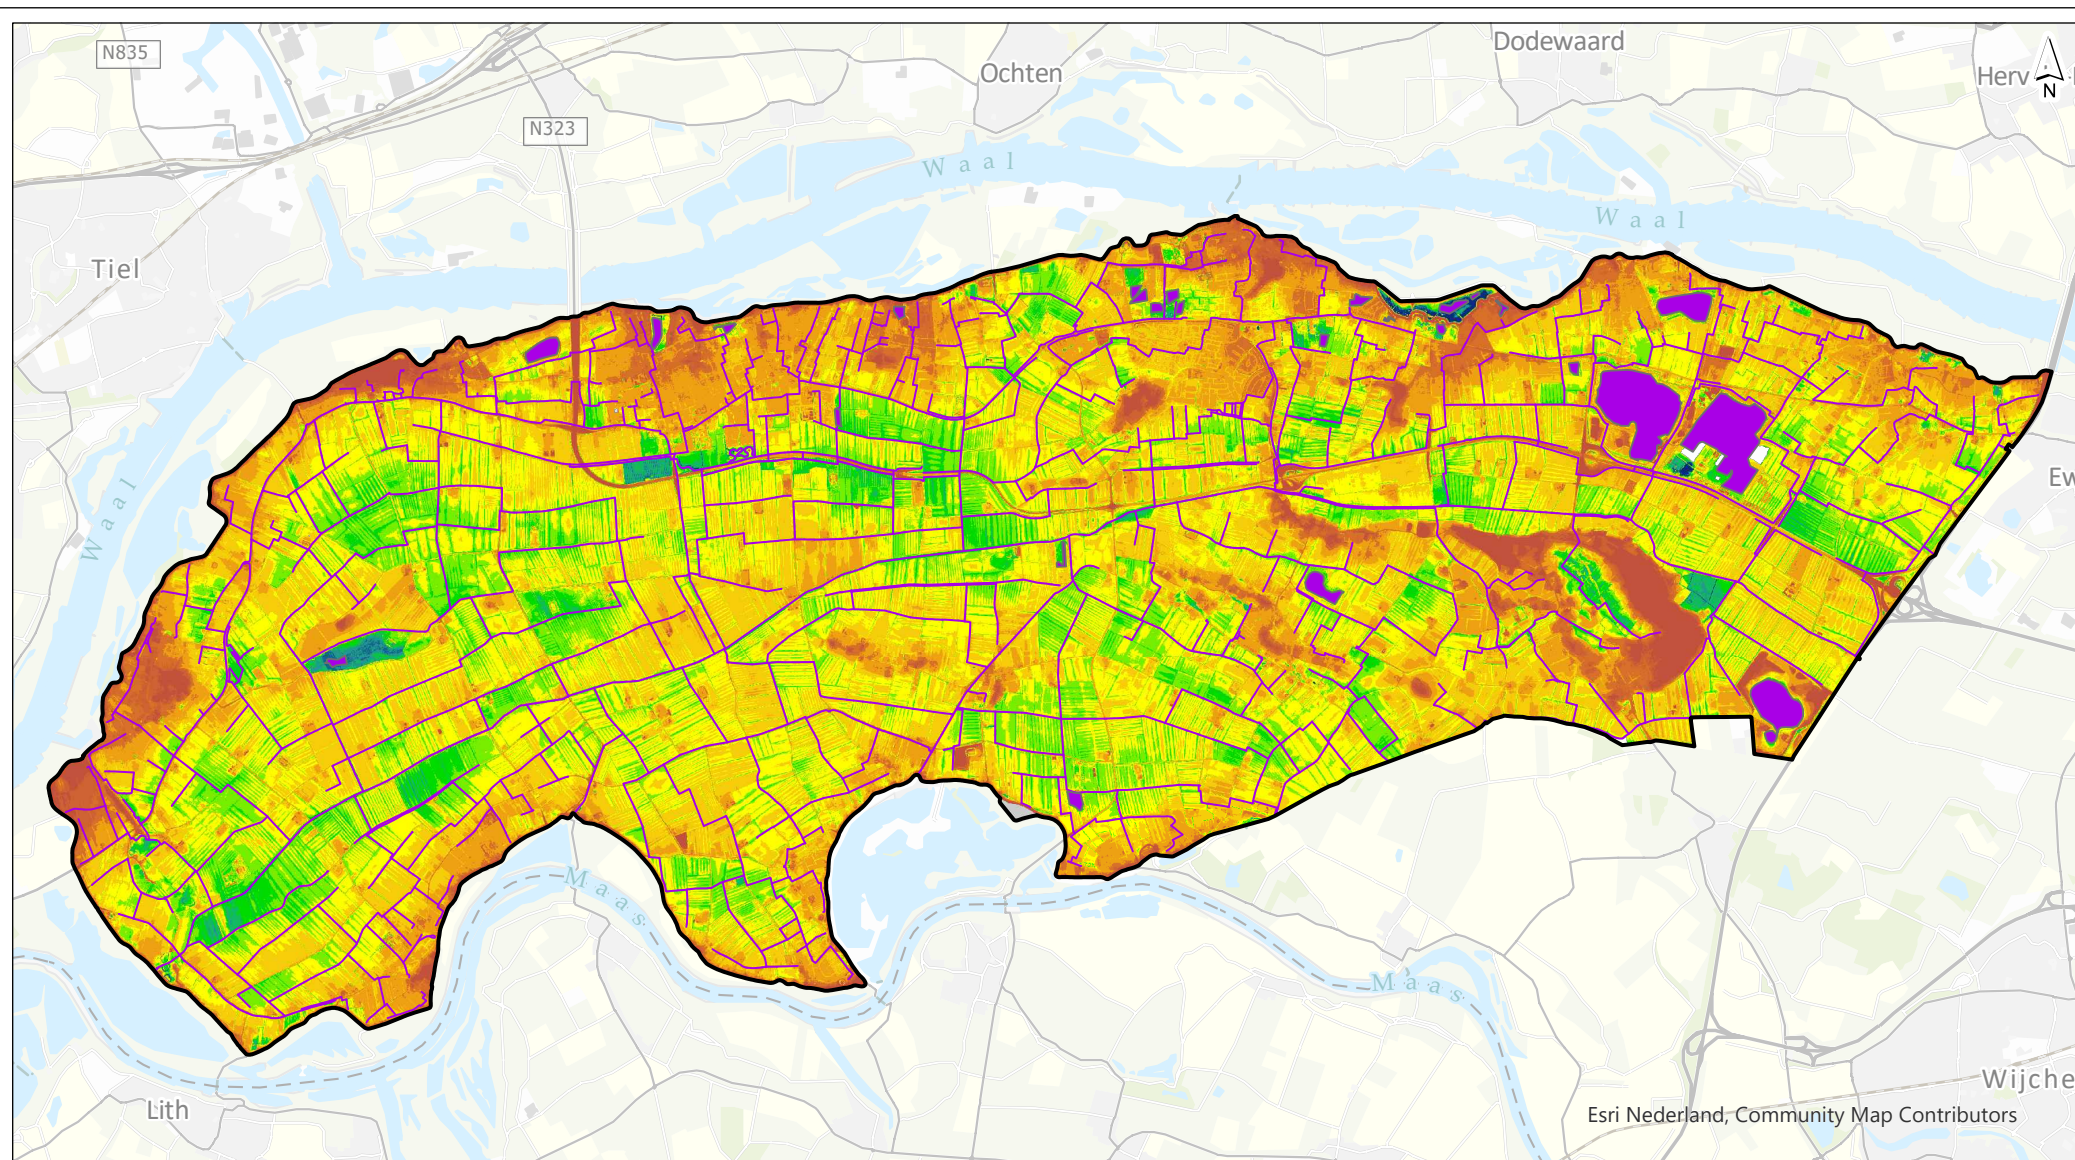 N835
Dodewaard
Ochten
Herv
N
N323
Waal
Waal
Tiel
Ew
Waal
Maas
Maas
Wijche
Lith
Esri Nederland, Community Map Contributors